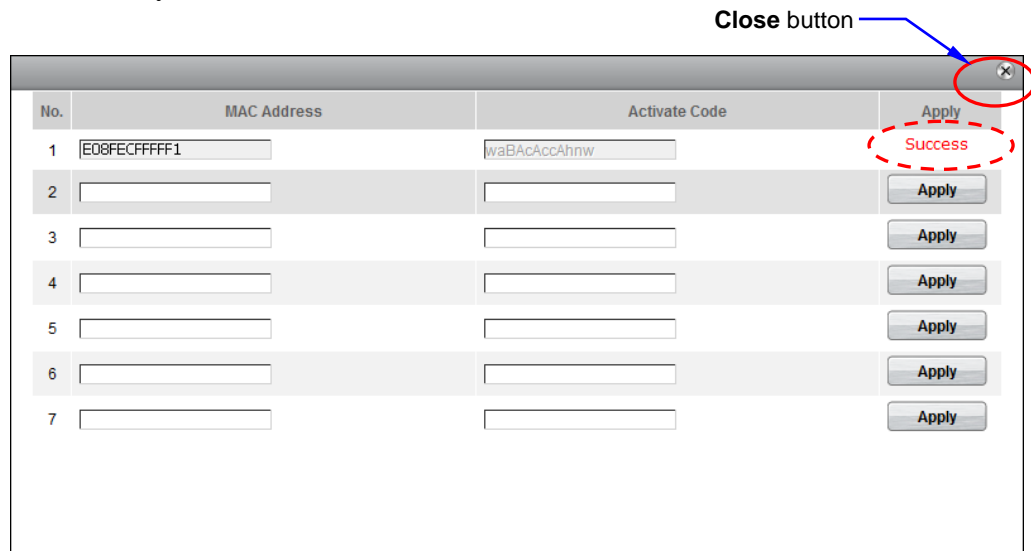 Close button
No. MAC Address Activate Code Apply
1 E08FECFFFFF1 waBAcAccAhnw Success
2 Apply
3 Apply
4 Apply
5 Apply
6 Apply
7 Apply